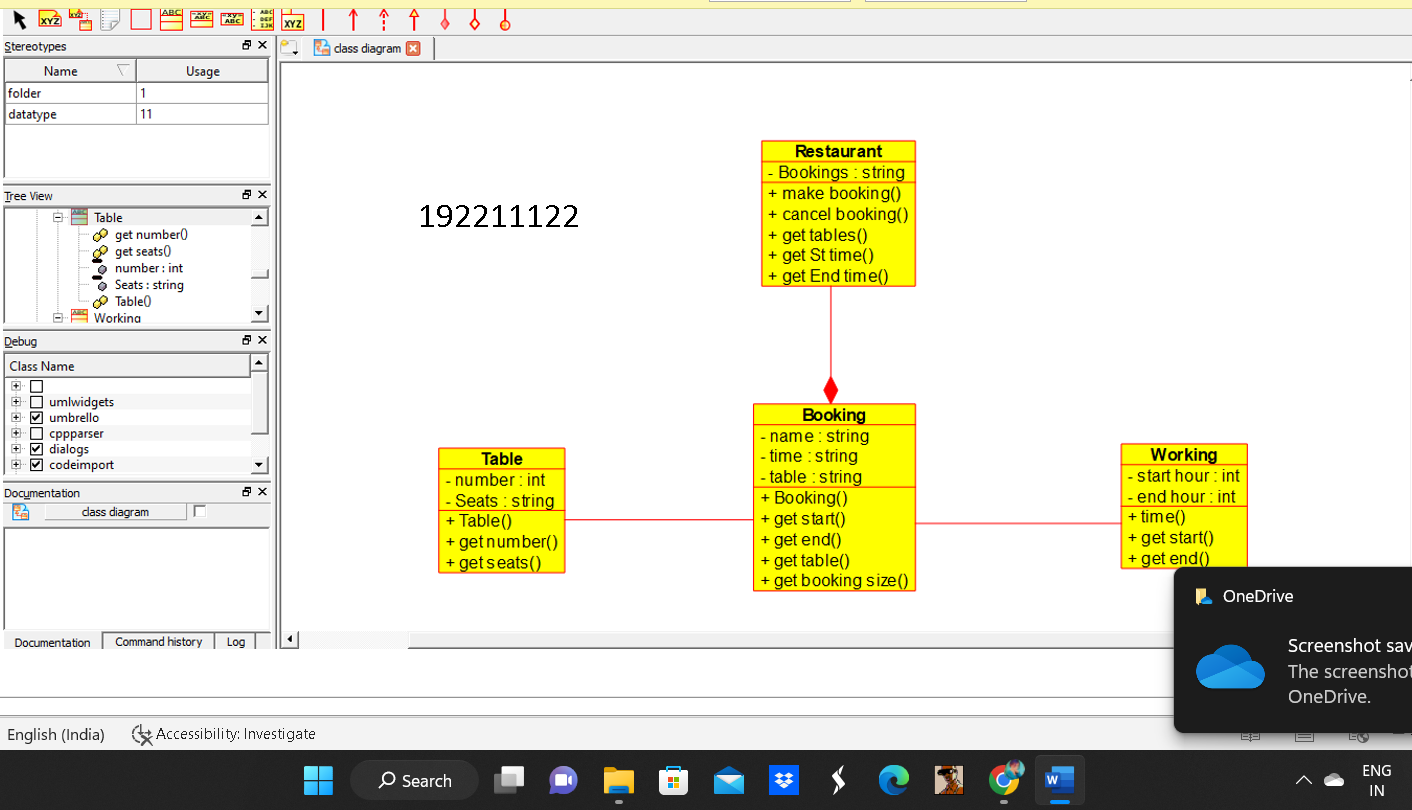 XYZ
XYZ
ABC
ABC
ABC
DEF
IJK
XYZ
Stereotypes
class diagram
Name
Usage
folder
1
datatype
11
Tree View
Table
get number()
get seats()
number : int
Seats : string
Table()
Working
Debug
Class Name
umlwidgets
umbrello
cppparser
dialogs
codeimport
Documentation
class diagram
Documentation
Command history
Log
192211122
Restaurant
- Bookings : string
+ make booking()
+ cancel booking()
+ get tables()
+ get St time()
+ get End time()
Table
- number : int
- Seats : string
+ Table()
+ get number()
+ get seats()
Booking
- name : string
- time : string
- table : string
+ Booking()
+ get start()
+ get end()
+ get table()
+ get booking size()
Working
- start hour : int
- end hour : int
+ time()
+ get start()
+ get end()
OneDrive
Screenshot sav
The screenshot
OneDrive.
English (India)
Accessibility: Investigate
Search
W
ENG
IN